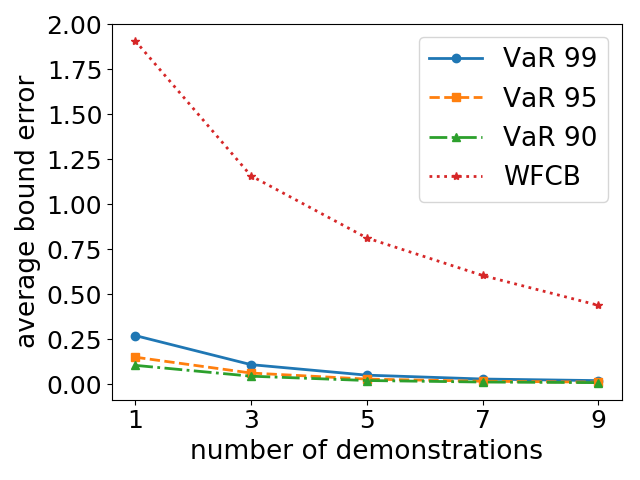 2.00
1.75
1.50
1.25
1.00
0.75
0.50
0.25
0.00
average bound error
VaR 99
VaR 95
VaR 90
WFCB
1 3 5 7 9
number of demonstrations